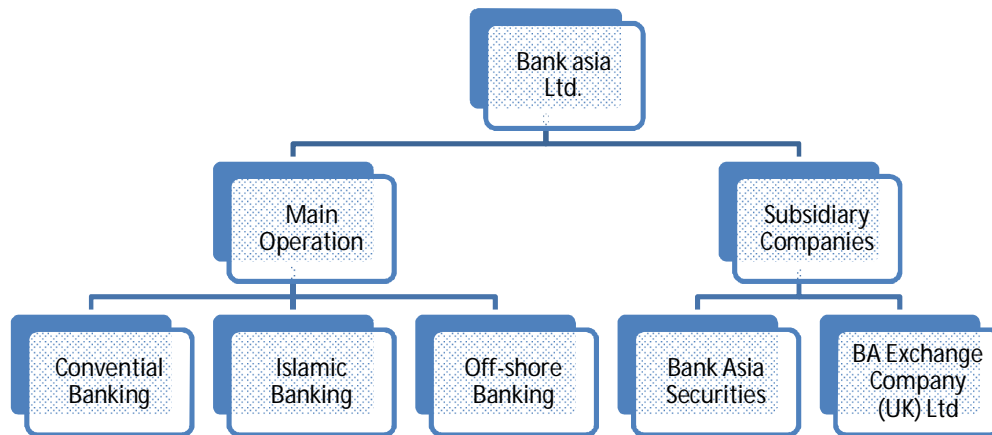 Bank asia
Ltd.
Main
Operation
Subsidiary
Companies
Convential
Banking
Islamic
Banking
Off-shore
Banking
Bank Asia
Securities
BA Exchange
Company
(UK) Ltd